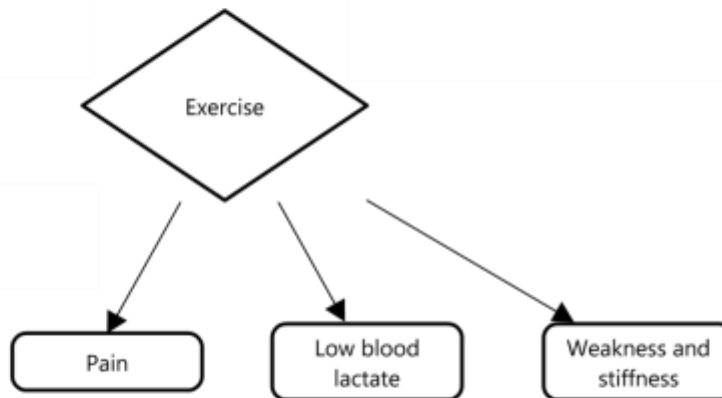 Exercise
Pain
Low blood
lactate
Weakness and
stiffness